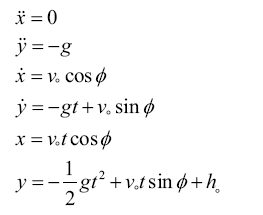 ẍ = 0
ÿ = −g
ẋ = v₀ cos ϕ
ẏ = −gt + v₀ sin ϕ
x = v₀t cos ϕ
y = −½gt² + v₀t sin ϕ + h₀